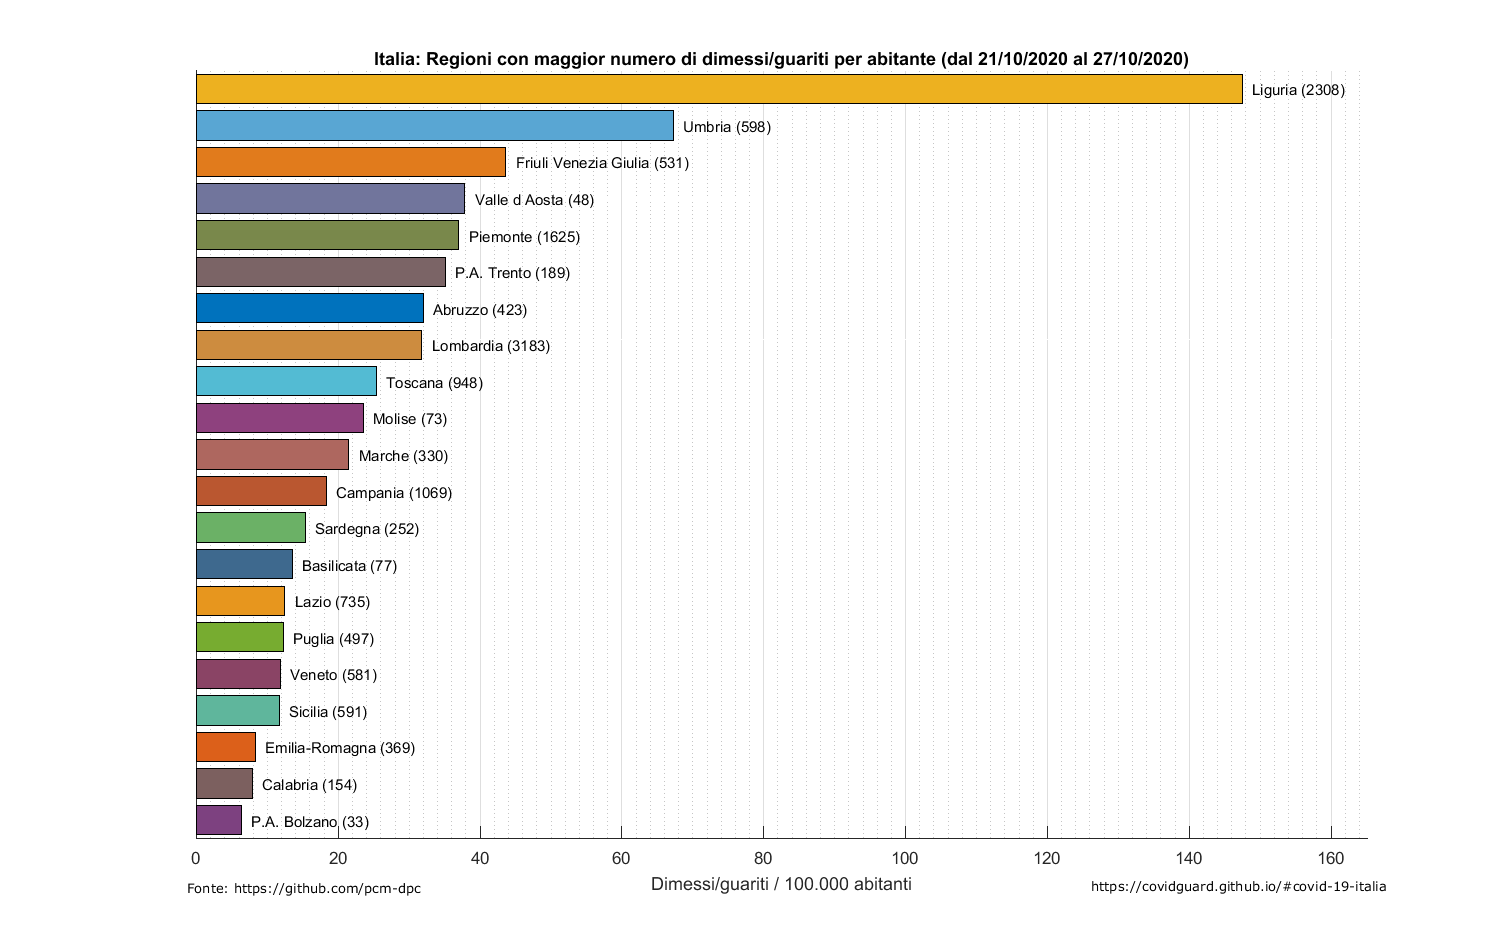 Italia: Regioni con maggior numero di dimessi/guariti per abitante (dal 21/10/2020 al 27/10/2020)
Liguria (2308)
Umbria (598)
Friuli Venezia Giulia (531)
Valle d Aosta (48)
Piemonte (1625)
P.A. Trento (189)
Abruzzo (423)
Lombardia (3183)
Toscana (948)
Molise (73)
Marche (330)
Campania (1069)
Sardegna (252)
Basilicata (77)
Lazio (735)
Puglia (497)
Veneto (581)
Sicilia (591)
Emilia-Romagna (369)
Calabria (154)
P.A. Bolzano (33)
0 20 40 60 80 100 120 140 160
Dimessi/guariti / 100.000 abitanti
Fonte: https://github.com/pcm-dpc
https://covidguard.github.io/#covid-19-italia